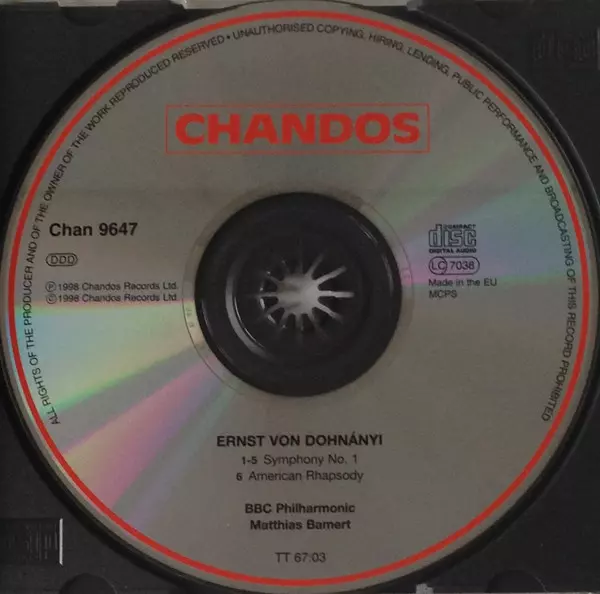 ALL RIGHTS OF THE PRODUCER AND OF THE OWNER OF THE WORK REPRODUCED RESERVED • UNAUTHORISED COPYING, HIRING, LENDING, PUBLIC PERFORMANCE AND BROADCASTING OF THIS RECORD PROHIBITED
CHANDOS
Chan 9647
COMPACT
disc
DIGITAL AUDIO
DDD
LC 7038
℗ 1998 Chandos Records Ltd.
© 1998 Chandos Records Ltd.
Made in the EU
MCPS
ERNST VON DOHNÁNYI
1-5 Symphony No. 1
6 American Rhapsody
BBC Philharmonic
Matthias Bamert
TT 67:03